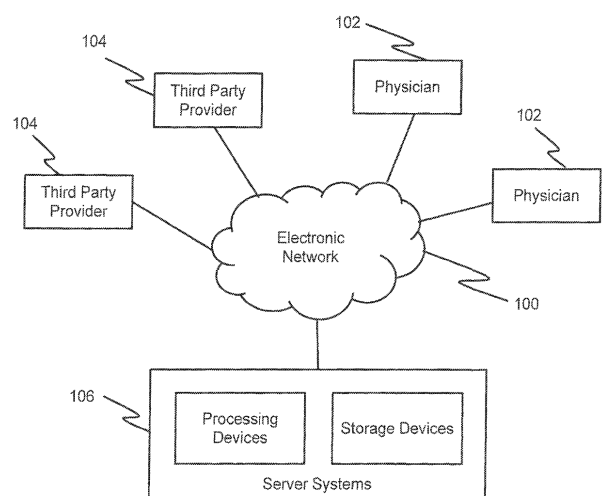 102
104
Third Party
Provider
Physician
104
102
Third Party
Provider
Physician
Electronic
Network
100
106
Processing
Devices
Storage Devices
Server Systems